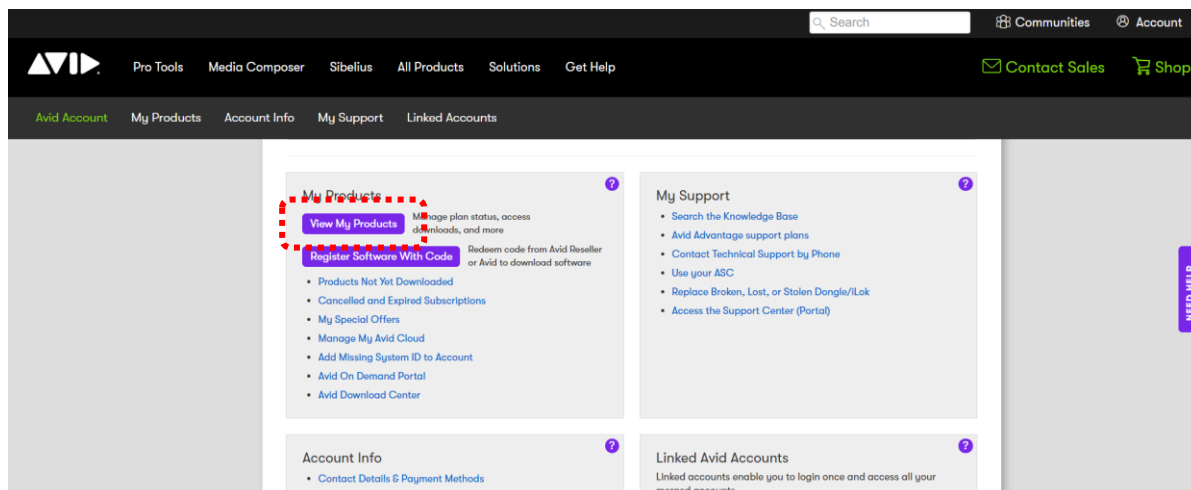 Search
Communities
Account
AVID
Pro Tools
Media Composer
Sibelius
All Products
Solutions
Get Help
Contact Sales
Shop
Avid Account
My Products
Account Info
My Support
Linked Accounts
My Products
?
View My Products
Manage plan status, access
downloads, and more
Register Software With Code
Redeem code from Avid Reseller
or Avid to download software
• Products Not Yet Downloaded
• Cancelled and Expired Subscriptions
• My Special Offers
• Manage My Avid Cloud
• Add Missing System ID to Account
• Avid On Demand Portal
• Avid Download Center
My Support
?
• Search the Knowledge Base
• Avid Advantage support plans
• Contact Technical Support by Phone
• Use your ASC
• Replace Broken, Lost, or Stolen Dongle/iLok
• Access the Support Center (Portal)
NEED HELP
Account Info
?
• Contact Details & Payment Methods
Linked Avid Accounts
?
Linked accounts enable you to login once and access all your
merged accounts